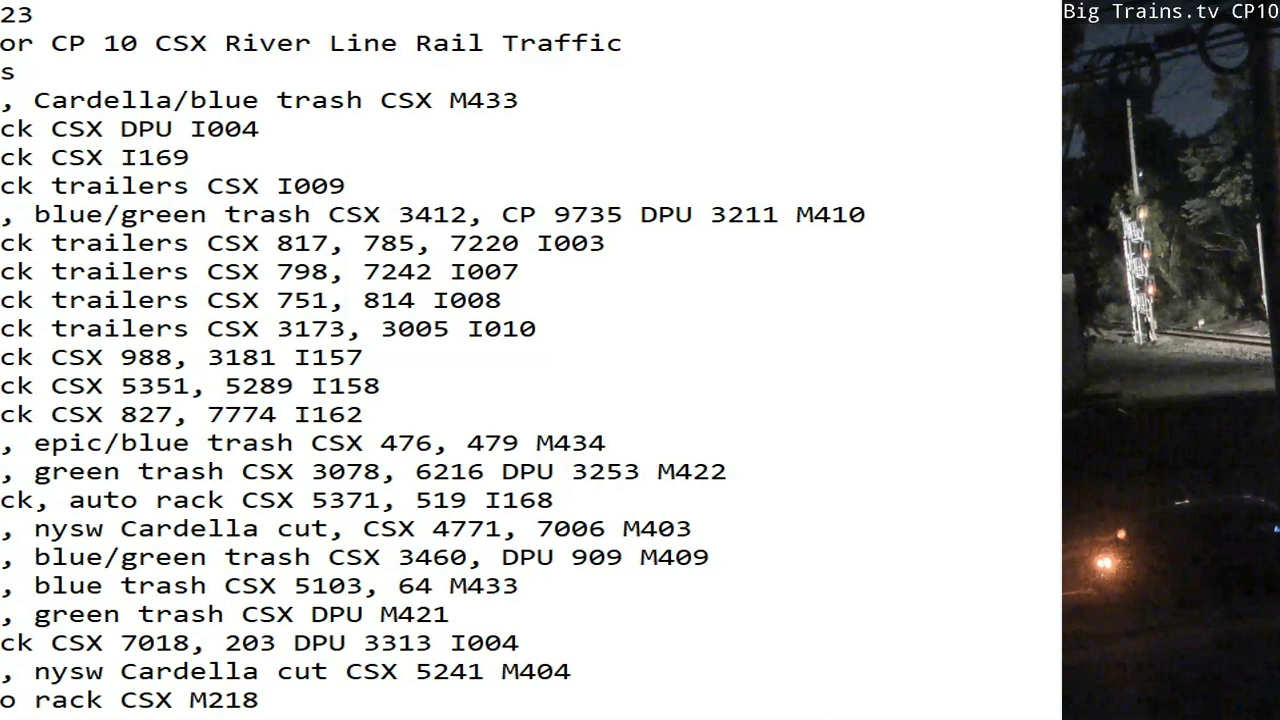 23
or CP 10 CSX River Line Rail Traffic
s
, Cardella/blue trash CSX M433
ck CSX DPU I004
ck CSX I169
ck trailers CSX I009
, blue/green trash CSX 3412, CP 9735 DPU 3211 M410
ck trailers CSX 817, 785, 7220 I003
ck trailers CSX 798, 7242 I007
ck trailers CSX 751, 814 I008
ck trailers CSX 3173, 3005 I010
ck CSX 988, 3181 I157
ck CSX 5351, 5289 I158
ck CSX 827, 7774 I162
, epic/blue trash CSX 476, 479 M434
, green trash CSX 3078, 6216 DPU 3253 M422
ck, auto rack CSX 5371, 519 I168
, nysw Cardella cut, CSX 4771, 7006 M403
, blue/green trash CSX 3460, DPU 909 M409
, blue trash CSX 5103, 64 M433
, green trash CSX DPU M421
ck CSX 7018, 203 DPU 3313 I004
, nysw Cardella cut CSX 5241 M404
o rack CSX M218
Big Trains.tv CP10